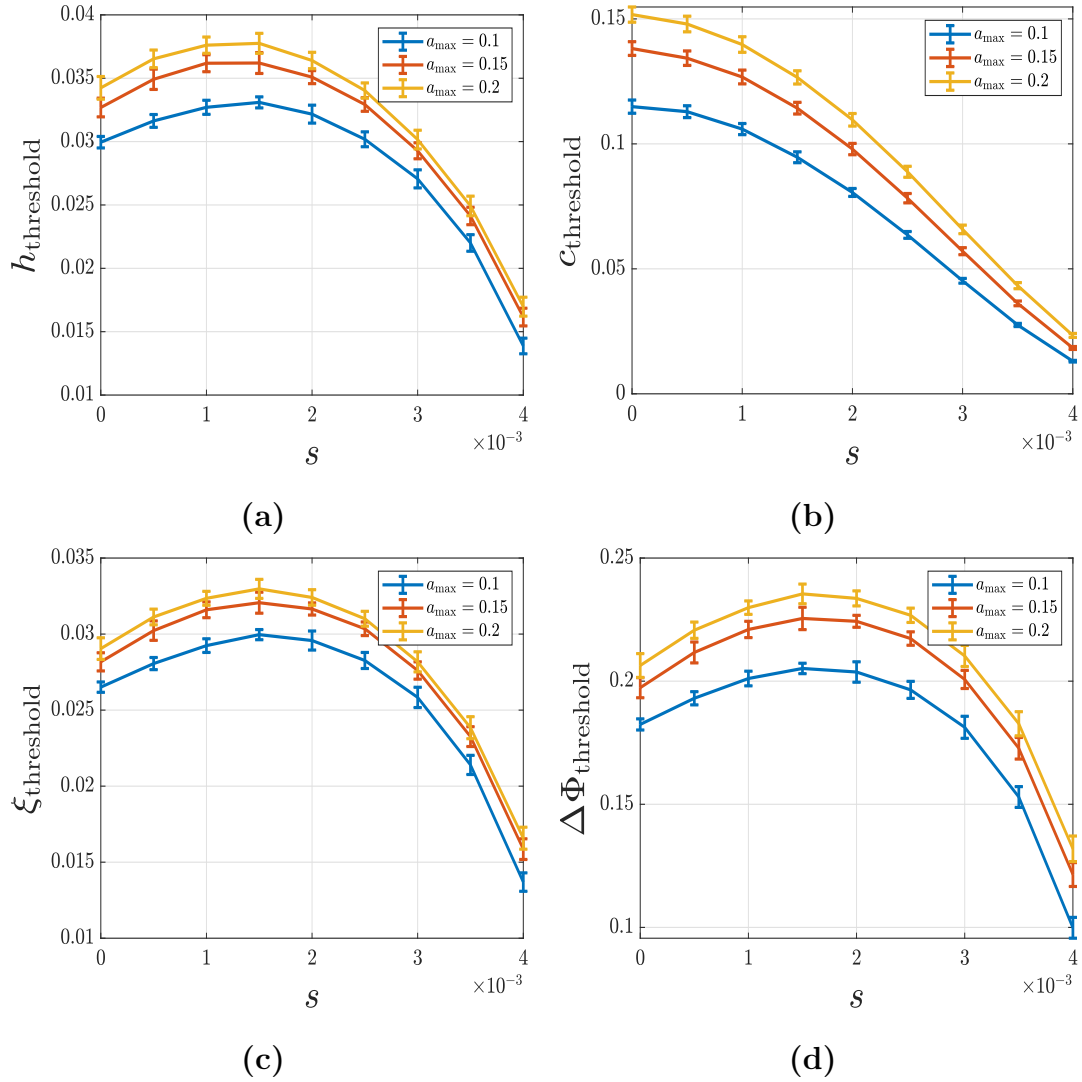 0.04
0.035
0.03
0.025
0.02
0.015
0.01
h_threshold
a_max = 0.1
a_max = 0.15
a_max = 0.2
0 1 2 3 4
×10⁻³
s
(a)
0.15
0.1
0.05
0
c_threshold
a_max = 0.1
a_max = 0.15
a_max = 0.2
0 1 2 3 4
×10⁻³
s
(b)
0.035
0.03
0.025
0.02
0.015
0.01
ξ_threshold
a_max = 0.1
a_max = 0.15
a_max = 0.2
0 1 2 3 4
×10⁻³
s
(c)
0.25
0.2
0.15
0.1
ΔΦ_threshold
a_max = 0.1
a_max = 0.15
a_max = 0.2
0 1 2 3 4
×10⁻³
s
(d)